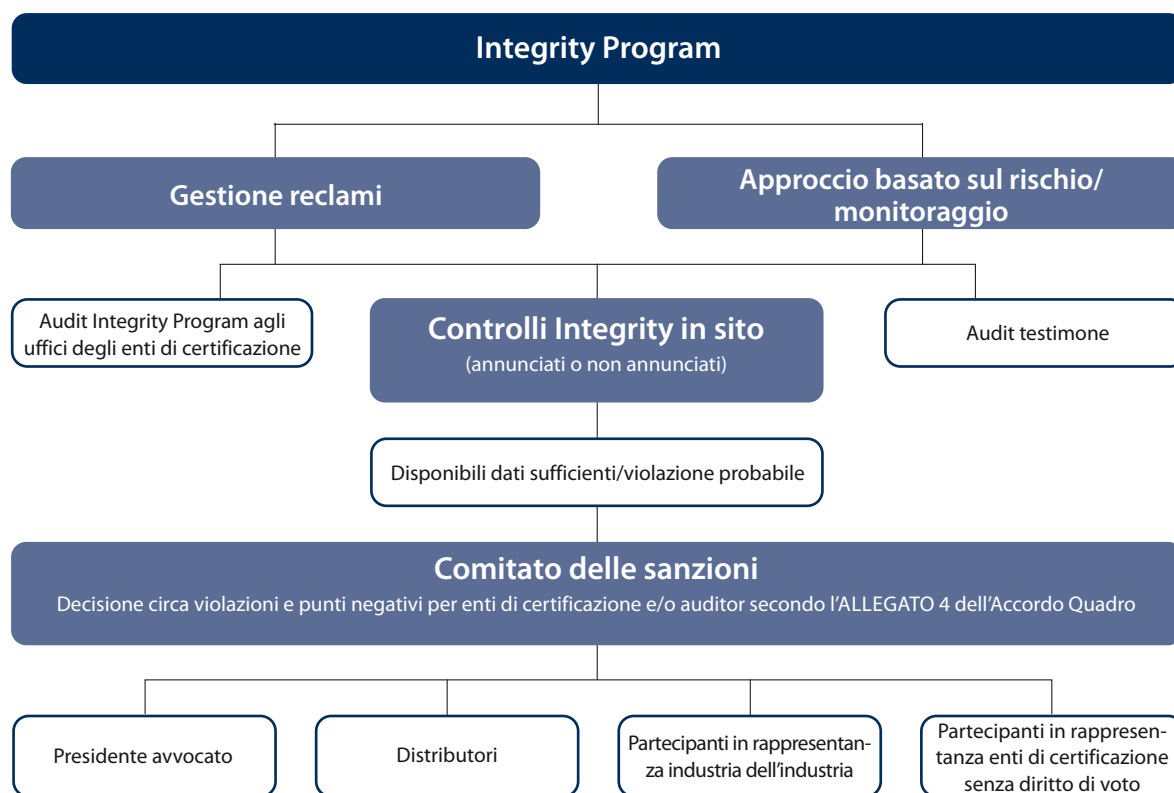 Integrity Program
Gestione reclami
Approccio basato sul rischio/
monitoraggio
Audit Integrity Program agli
uffici degli enti di certificazione
Controlli Integrity in sito
(annunciati o non annunciati)
Audit testimone
Disponibili dati sufficienti/violazione probabile
Comitato delle sanzioni
Decisione circa violazioni e punti negativi per enti di certificazione e/o auditor secondo l'ALLEGATO 4 dell'Accordo Quadro
Presidente avvocato
Distributori
Partecipanti in rappresentan-
za industria dell'industria
Partecipanti in rappresen-
tanza enti di certificazione
senza diritto di voto